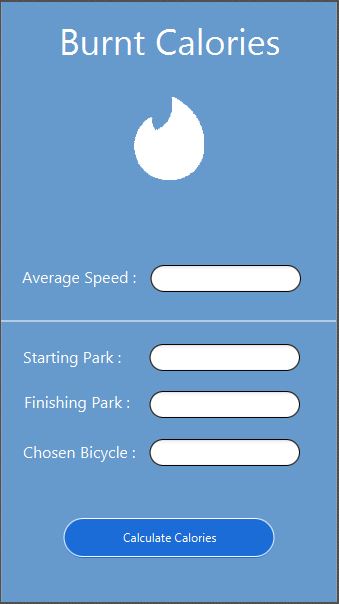 Burnt Calories
Average Speed :
Starting Park :
Finishing Park :
Chosen Bicycle :
Calculate Calories